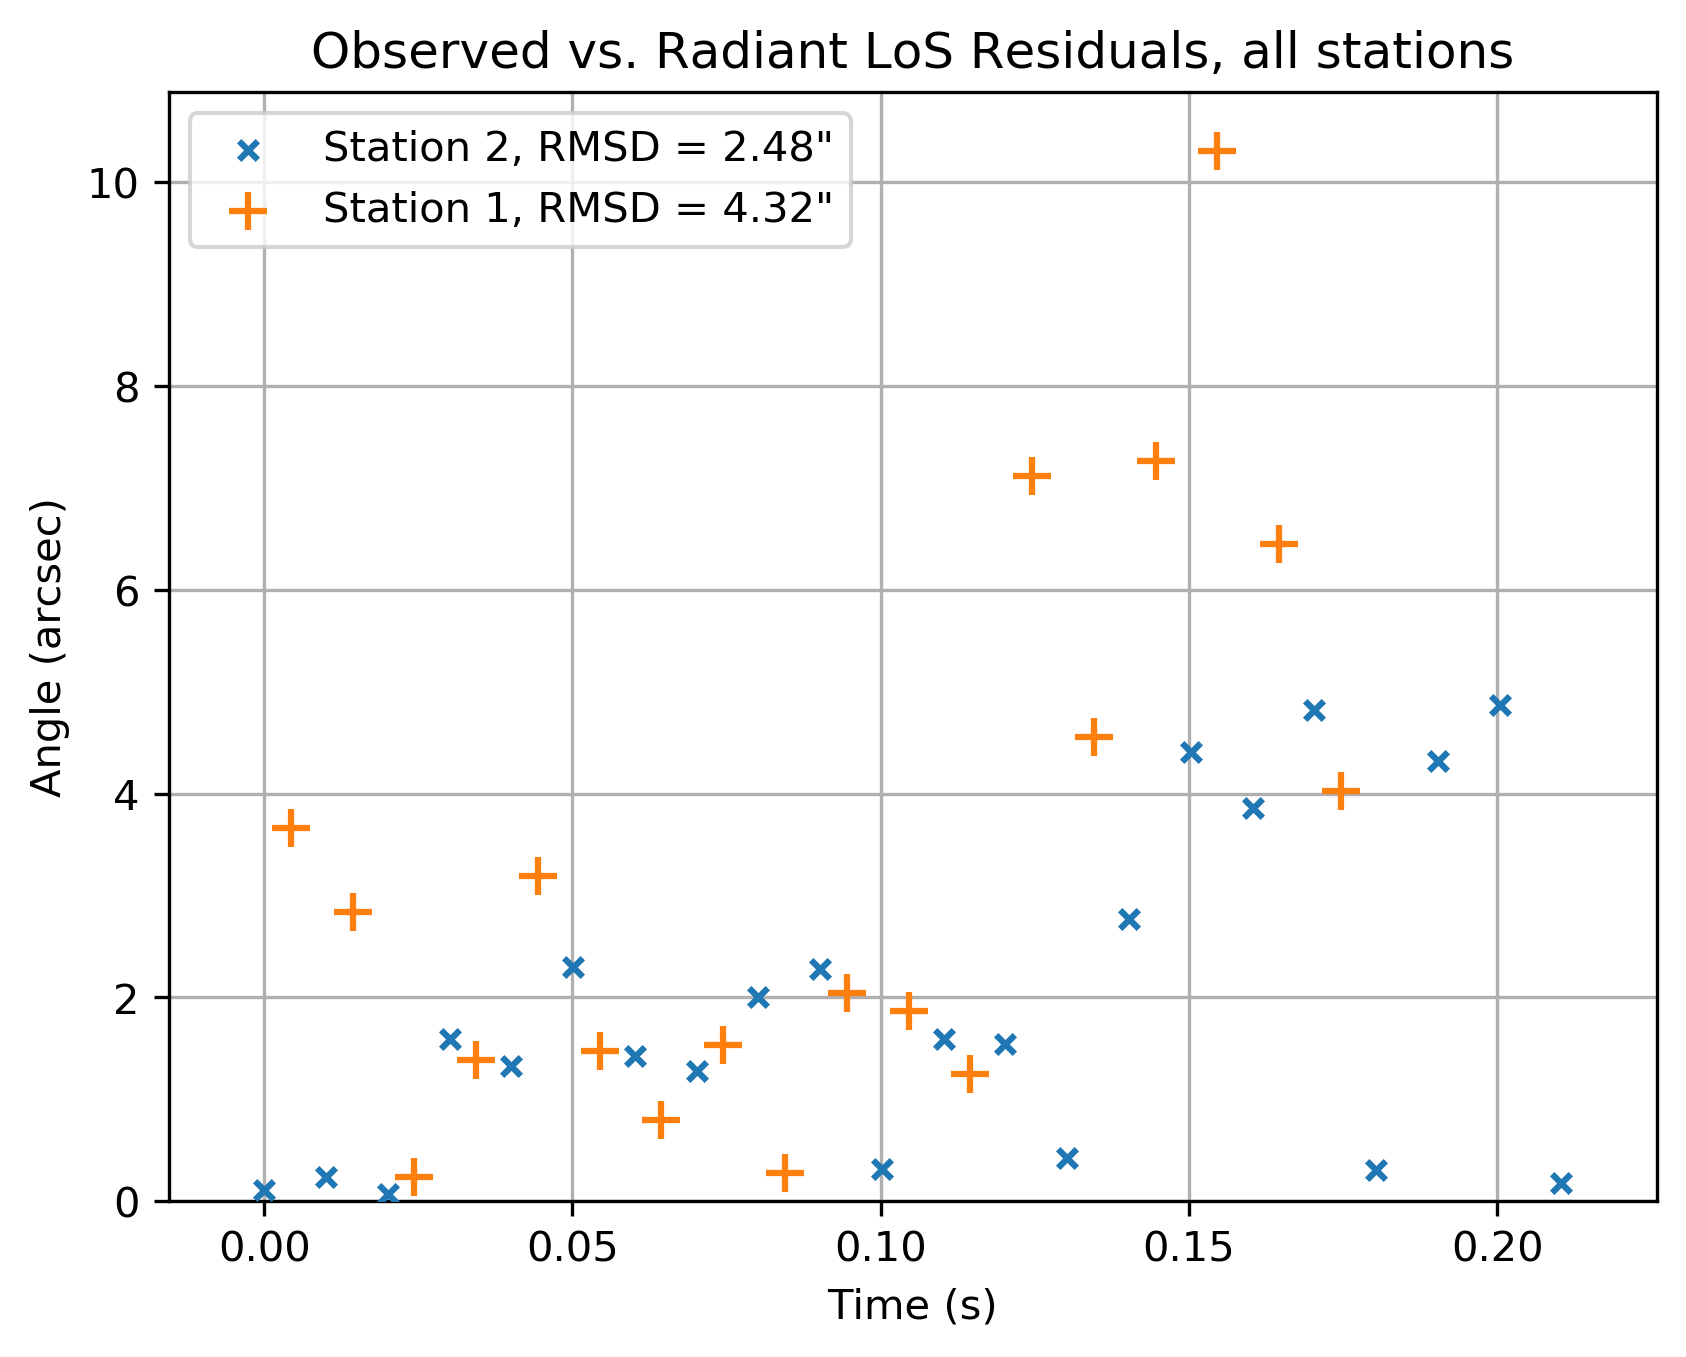 Observed vs. Radiant LoS Residuals, all stations
Station 2, RMSD = 2.48"
Station 1, RMSD = 4.32"
10
8
6
4
2
0
Angle (arcsec)
0.00 0.05 0.10 0.15 0.20
Time (s)